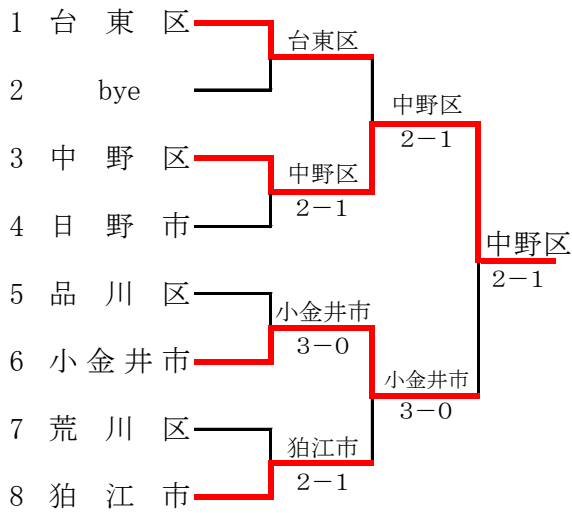 1 台東区
台東区
2 bye
中野区
2－1
3 中野区
中野区
2－1
4 日野市
中野区
2－1
5 品川区
小金井市
3－0
6 小金井市
小金井市
3－0
7 荒川区
狛江市
2－1
8 狛江市